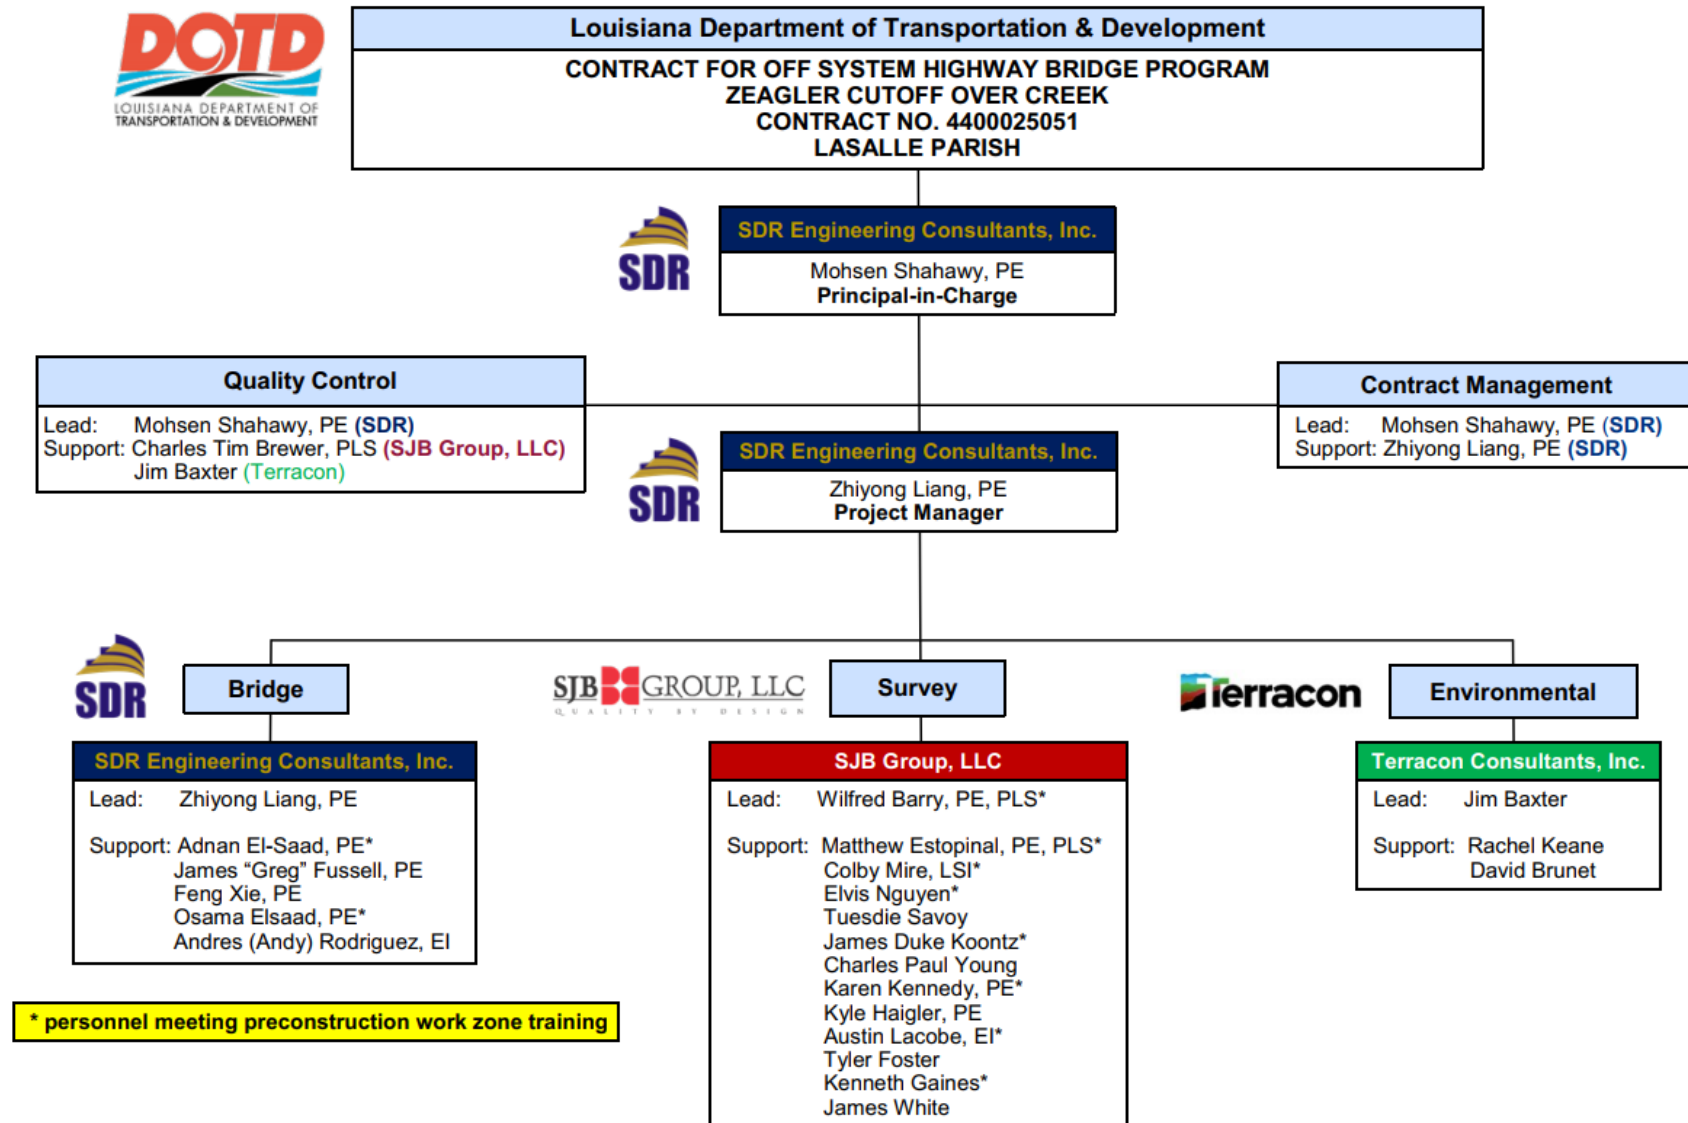 DOTD
LOUISIANA DEPARTMENT OF
TRANSPORTATION & DEVELOPMENT
Louisiana Department of Transportation & Development
CONTRACT FOR OFF SYSTEM HIGHWAY BRIDGE PROGRAM
ZEAGLER CUTOFF OVER CREEK
CONTRACT NO. 4400025051
LASALLE PARISH
SDR
SDR Engineering Consultants, Inc.
Mohsen Shahawy, PE
Principal-in-Charge
Quality Control
Lead: Mohsen Shahawy, PE (SDR)
Support: Charles Tim Brewer, PLS (SJB Group, LLC)
Jim Baxter (Terracon)
Contract Management
Lead: Mohsen Shahawy, PE (SDR)
Support: Zhiyong Liang, PE (SDR)
SDR
SDR Engineering Consultants, Inc.
Zhiyong Liang, PE
Project Manager
SDR
Bridge
SDR Engineering Consultants, Inc.
Lead: Zhiyong Liang, PE
Support: Adnan El-Saad, PE*
James “Greg” Fussell, PE
Feng Xie, PE
Osama Elsaad, PE*
Andres (Andy) Rodriguez, EI
* personnel meeting preconstruction work zone training
SJB GROUP, LLC
QUALITY BY DESIGN
Survey
SJB Group, LLC
Lead: Wilfred Barry, PE, PLS*
Support: Matthew Estopinal, PE, PLS*
Colby Mire, LSI*
Elvis Nguyen*
Tuesdie Savoy
James Duke Koontz*
Charles Paul Young
Karen Kennedy, PE*
Kyle Haigler, PE
Austin Lacobe, EI*
Tyler Foster
Kenneth Gaines*
James White
Terracon
Environmental
Terracon Consultants, Inc.
Lead: Jim Baxter
Support: Rachel Keane
David Brunet